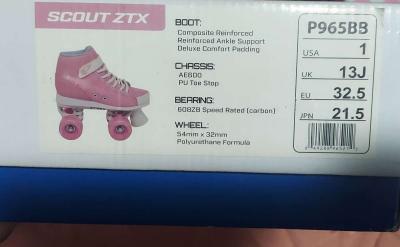 SCOUT ZTX
BOOT:
Composite Reinforced
Reinforced Ankle Support
Deluxe Comfort Padding
CHASSIS:
AE600
PU Toe Stop
BEARING:
608ZB Speed Rated (carbon)
WHEEL:
54mm x 32mm
Polyurethane Formula
P965BB
USA 1
UK 13J
EU 32.5
JPN 21.5